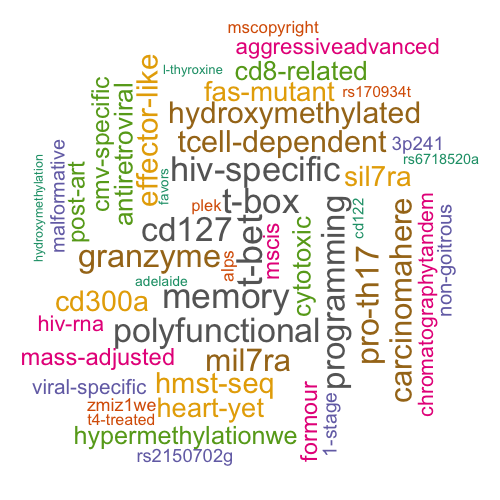 mscopyright
aggressiveadvanced
l-thyroxine
cd8-related
fas-mutant
rs170934t
hydroxymethylated
tcell-dependent
3p241
rs6718520a
hiv-specific
sil7ra
t-box
cd127
granzyme
memory
polyfunctional
mil7ra
hmst-seq
heart-yet
hypermethylationwe
rs2150702g
t4-treated
zmiz1we
viral-specific
mass-adjusted
hiv-rna
cd300a
adelaide
plek
favors
effector-like
antiretroviral
cmv-specific
post-art
malformative
hydroxymethylation
alps
t-bet
mscis
cytotoxic
programming
cd122
pro-th17
carcinomahere
chromatographytandem
non-goitrous
formour
1-stage